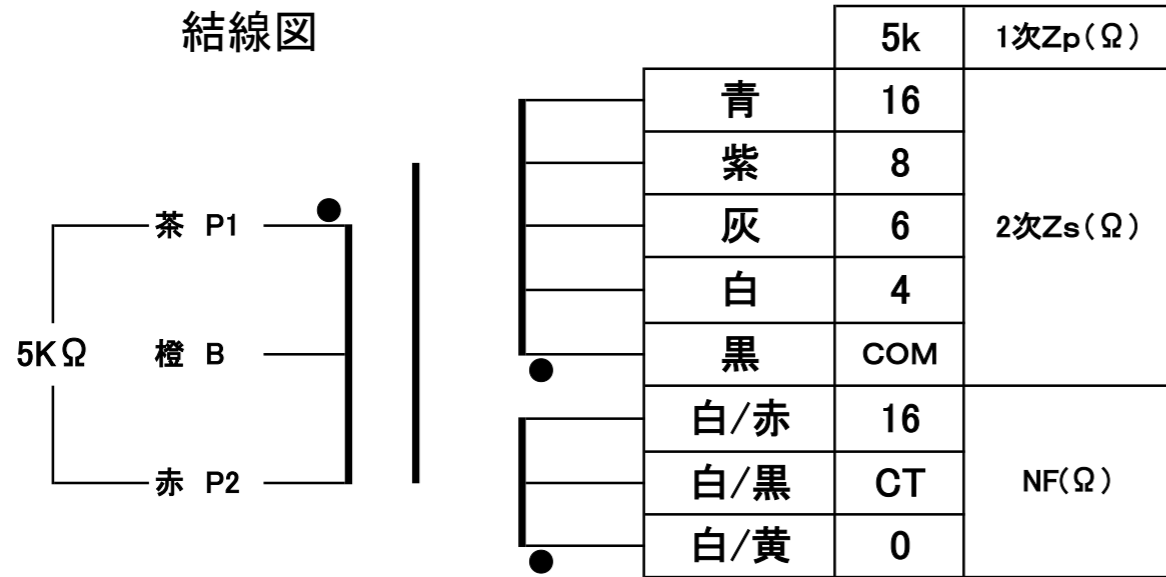 結線図
5k 1次Zp(Ω)
青 16
紫 8
茶 P1 灰 6 2次Zs(Ω)
白 4
5KΩ 橙 B 黒 COM
白/赤 16
赤 P2 白/黒 CT NF(Ω)
白/黄 0